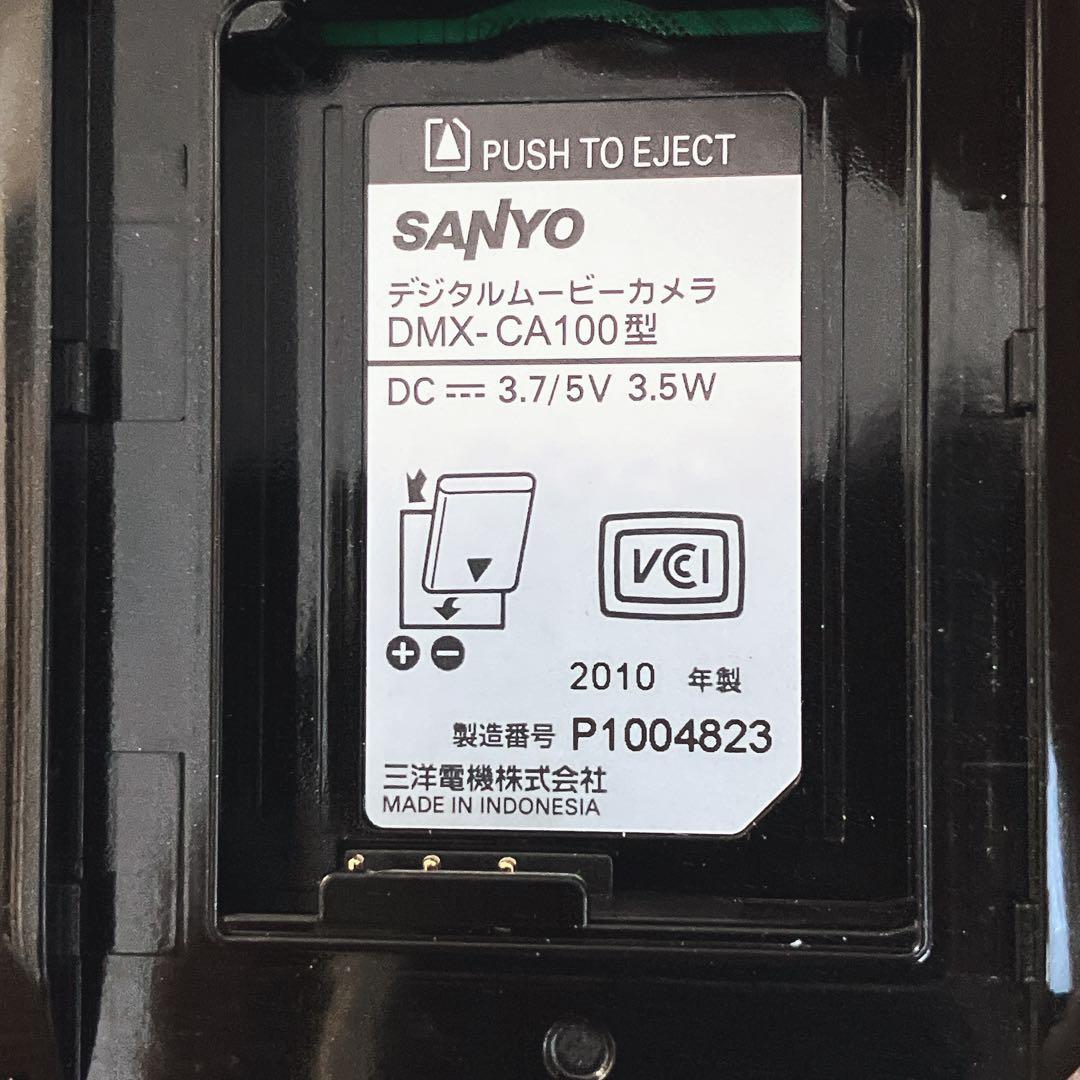 PUSH TO EJECT
SANYO
デジタルムービーカメラ
DMX-CA100型
DC ⎓ 3.7/5V 3.5W
VCCI
2010 年製
製造番号 P1004823
三洋電機株式会社
MADE IN INDONESIA